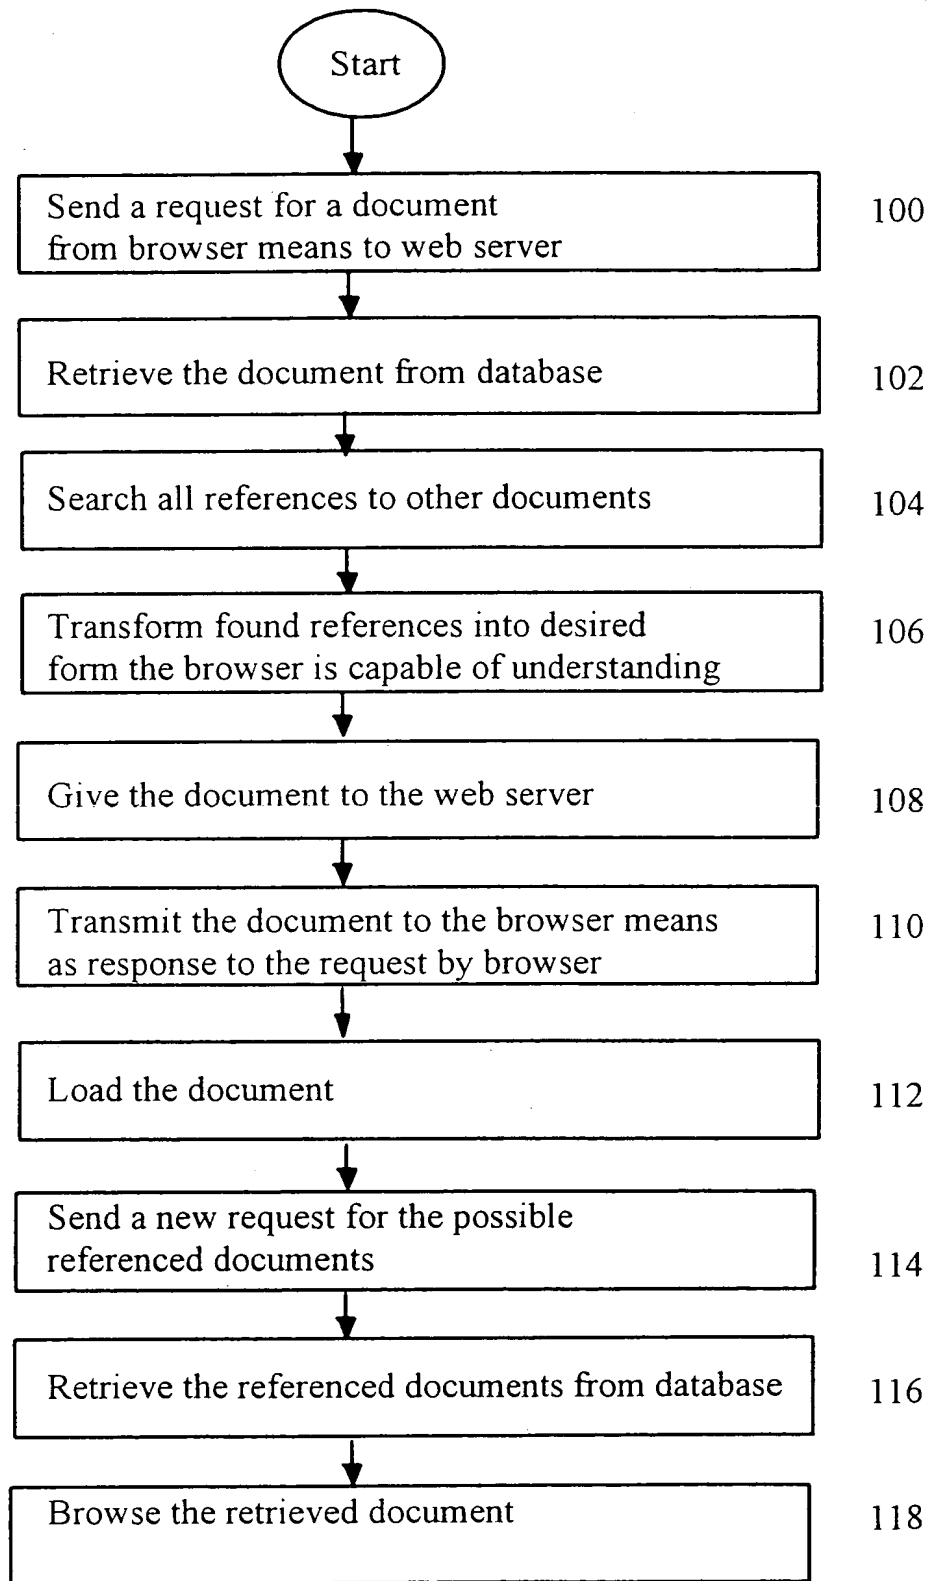 Start
Send a request for a document
from browser means to web server
100
Retrieve the document from database
102
Search all references to other documents
104
Transform found references into desired
form the browser is capable of understanding
106
Give the document to the web server
108
Transmit the document to the browser means
as response to the request by browser
110
Load the document
112
Send a new request for the possible
referenced documents
114
Retrieve the referenced documents from database
116
Browse the retrieved document
118